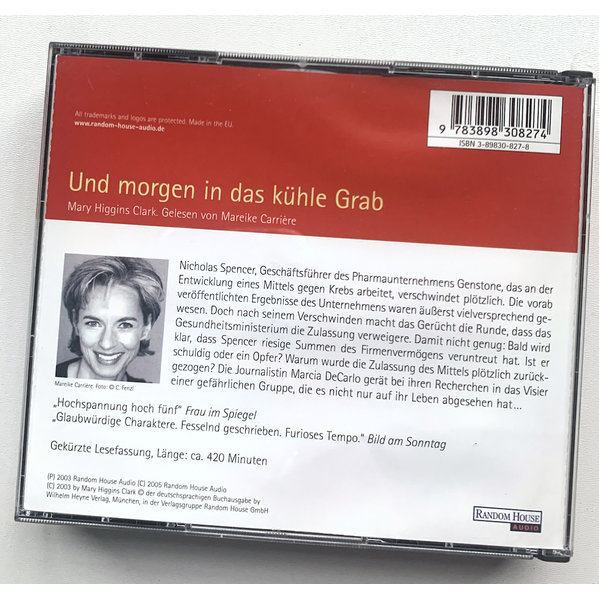 All trademarks and logos are protected. Made in the EU.
www.random-house-audio.de
9 783898 308274
ISBN 3-89830-827-8
Und morgen in das kühle Grab
Mary Higgins Clark. Gelesen von Mareike Carrière
Nicholas Spencer, Geschäftsführer des Pharmaunternehmens Genstone, das an der
Entwicklung eines Mittels gegen Krebs arbeitet, verschwindet plötzlich. Die vorab
veröffentlichten Ergebnisse des Unternehmens waren äußerst vielversprechend ge-
wesen. Doch nach seinem Verschwinden macht das Gerücht die Runde, dass das
Gesundheitsministerium die Zulassung verweigere. Damit nicht genug: Bald wird
klar, dass Spencer riesige Summen des Firmenvermögens veruntreut hat. Ist er
schuldig oder ein Opfer? Warum wurde die Zulassung des Mittels plötzlich zurück-
gezogen? Die Journalistin Marcia DeCarlo gerät bei ihren Recherchen in das Visier
einer gefährlichen Gruppe, die es nicht nur auf ihr Leben abgesehen hat...
Mareike Carrière, Foto: © C. Fenzl
„Hochspannung hoch fünf“ Frau im Spiegel
„Glaubwürdige Charaktere. Fesselnd geschrieben. Furioses Tempo.“ Bild am Sonntag
Gekürzte Lesefassung, Länge: ca. 420 Minuten
(P) 2003 Random House Audio (C) 2005 Random House Audio
(C) 2003 by Mary Higgins Clark © der deutschsprachigen Buchausgabe by
Wilhelm Heyne Verlag, München, in der Verlagsgruppe Random House GmbH
RANDOM HOUSE
AUDIO